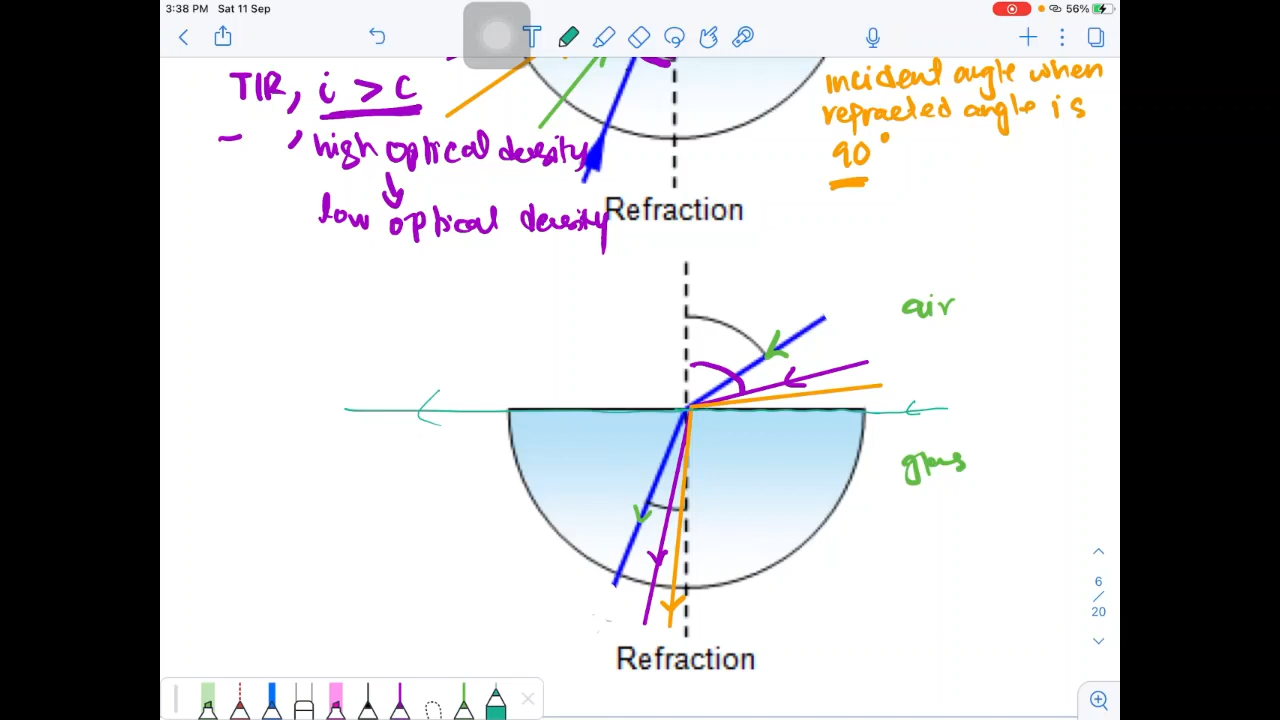 3:38 PM Sat 11 Sep
56%
T
TIR, i > C
high optical density
low optical density
incident angle when
refracted angle is
90°
Refraction
air
glass
Refraction
6
/
20